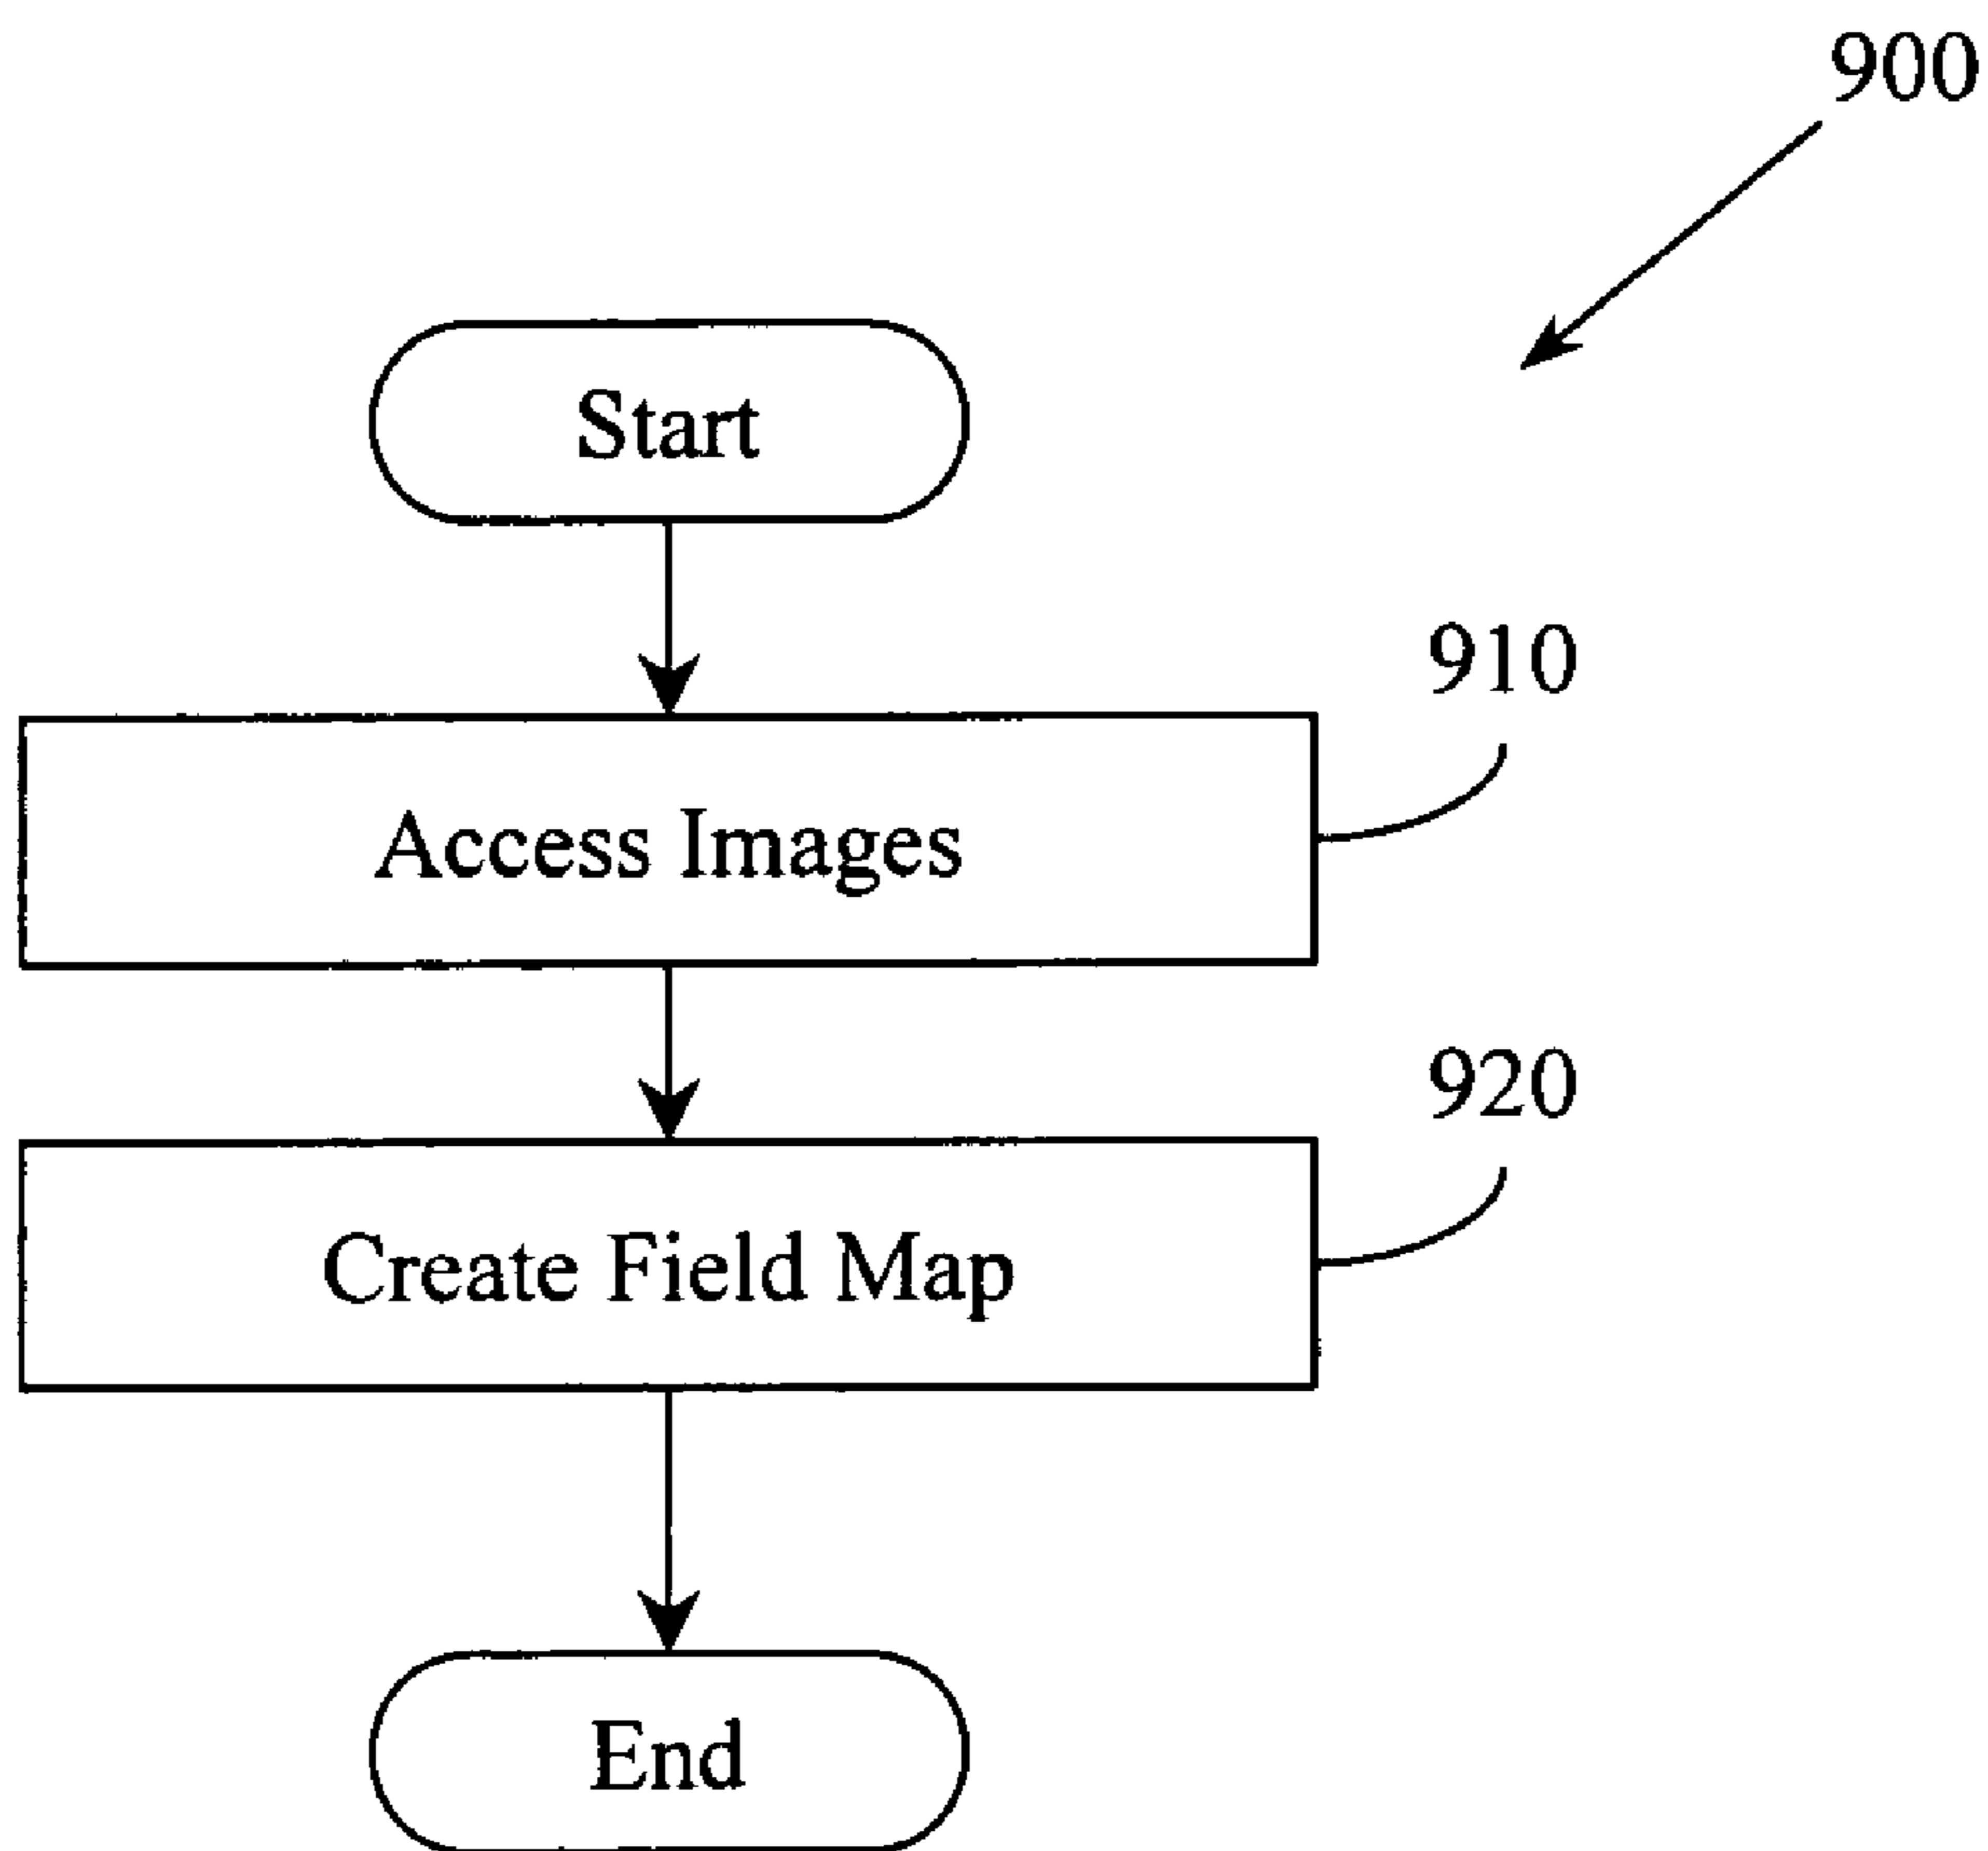 900
Start
910
Access Images
920
Create Field Map
End